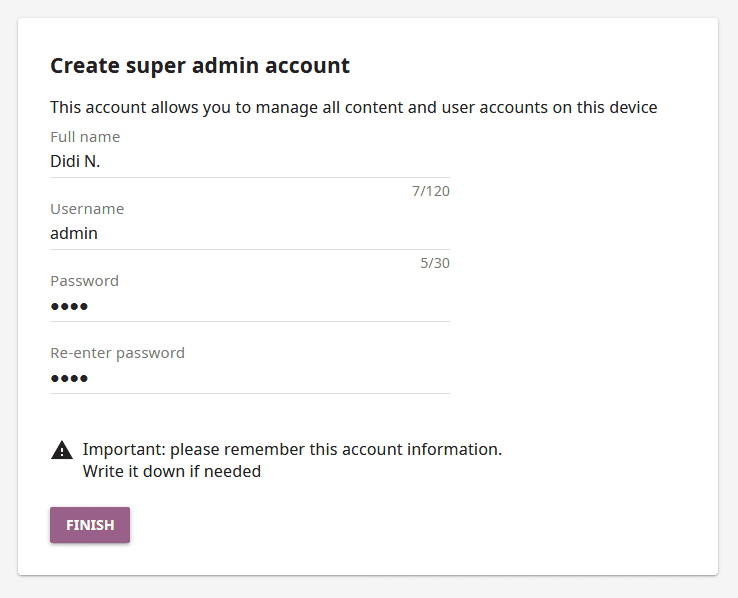 Create super admin account
This account allows you to manage all content and user accounts on this device
Full name
Didi N.
7/120
Username
admin
5/30
Password
••••
Re-enter password
••••
Important: please remember this account information.
Write it down if needed
FINISH